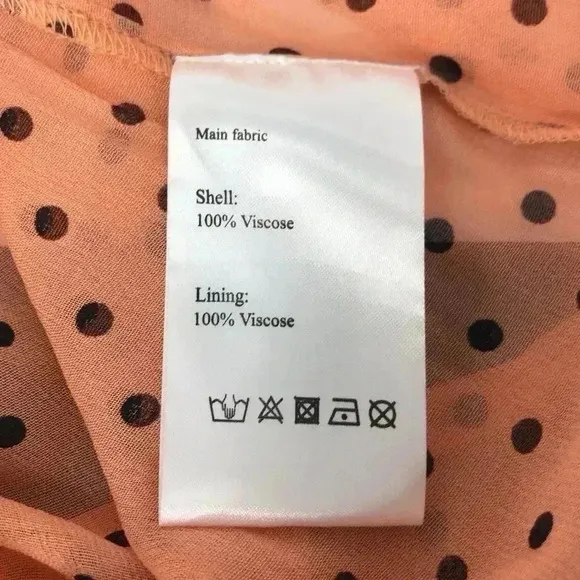 Main fabric
Shell:
100% Viscose
Lining:
100% Viscose